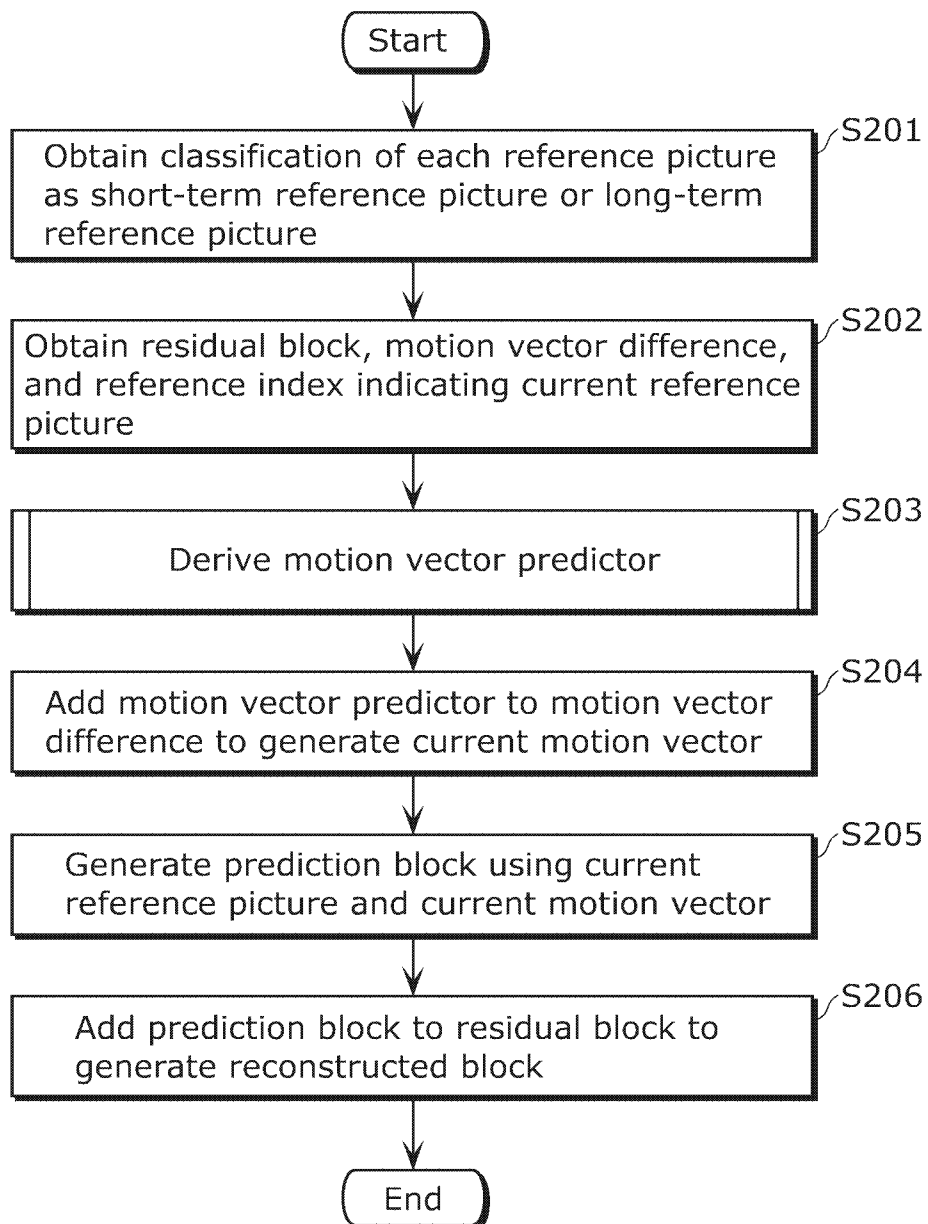 Start
S201
Obtain classification of each reference picture
as short-term reference picture or long-term
reference picture
S202
Obtain residual block, motion vector difference,
and reference index indicating current reference
picture
S203
Derive motion vector predictor
S204
Add motion vector predictor to motion vector
difference to generate current motion vector
S205
Generate prediction block using current
reference picture and current motion vector
S206
Add prediction block to residual block to
generate reconstructed block
End